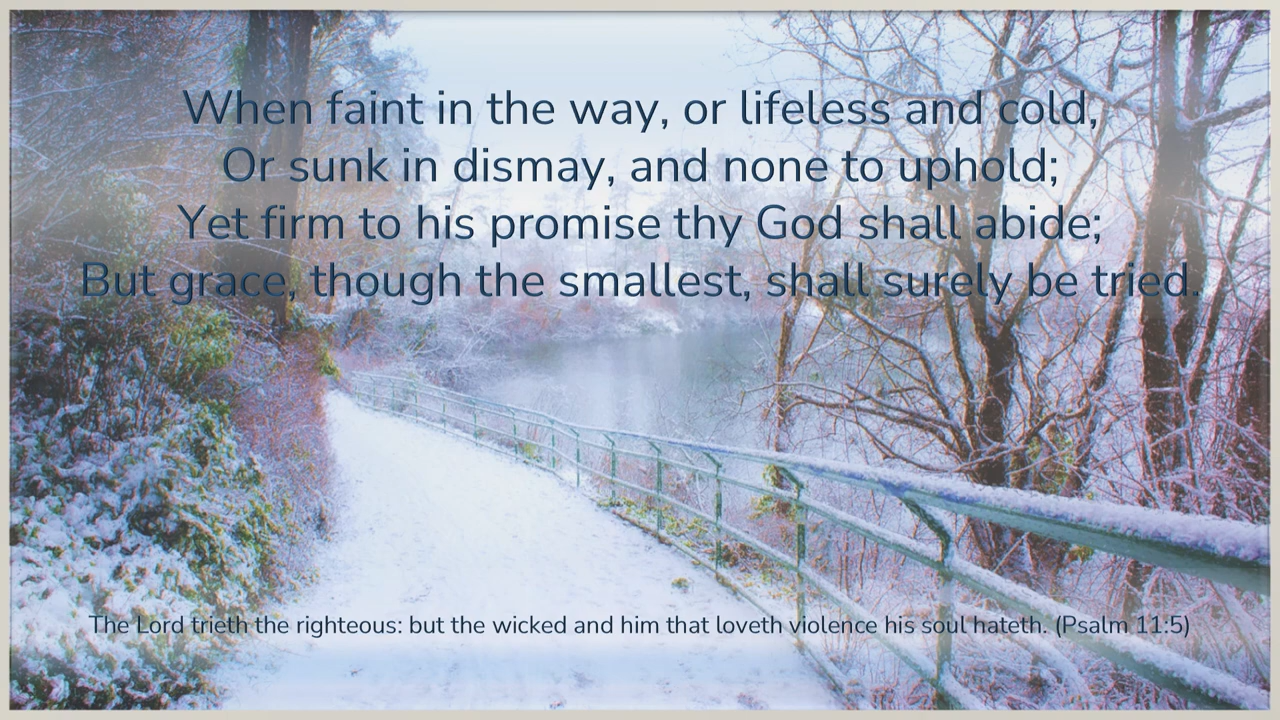 When faint in the way, or lifeless and cold,
Or sunk in dismay, and none to uphold;
Yet firm to his promise thy God shall abide;
But grace, though the smallest, shall surely be tried.
The Lord trieth the righteous: but the wicked and him that loveth violence his soul hateth. (Psalm 11:5)